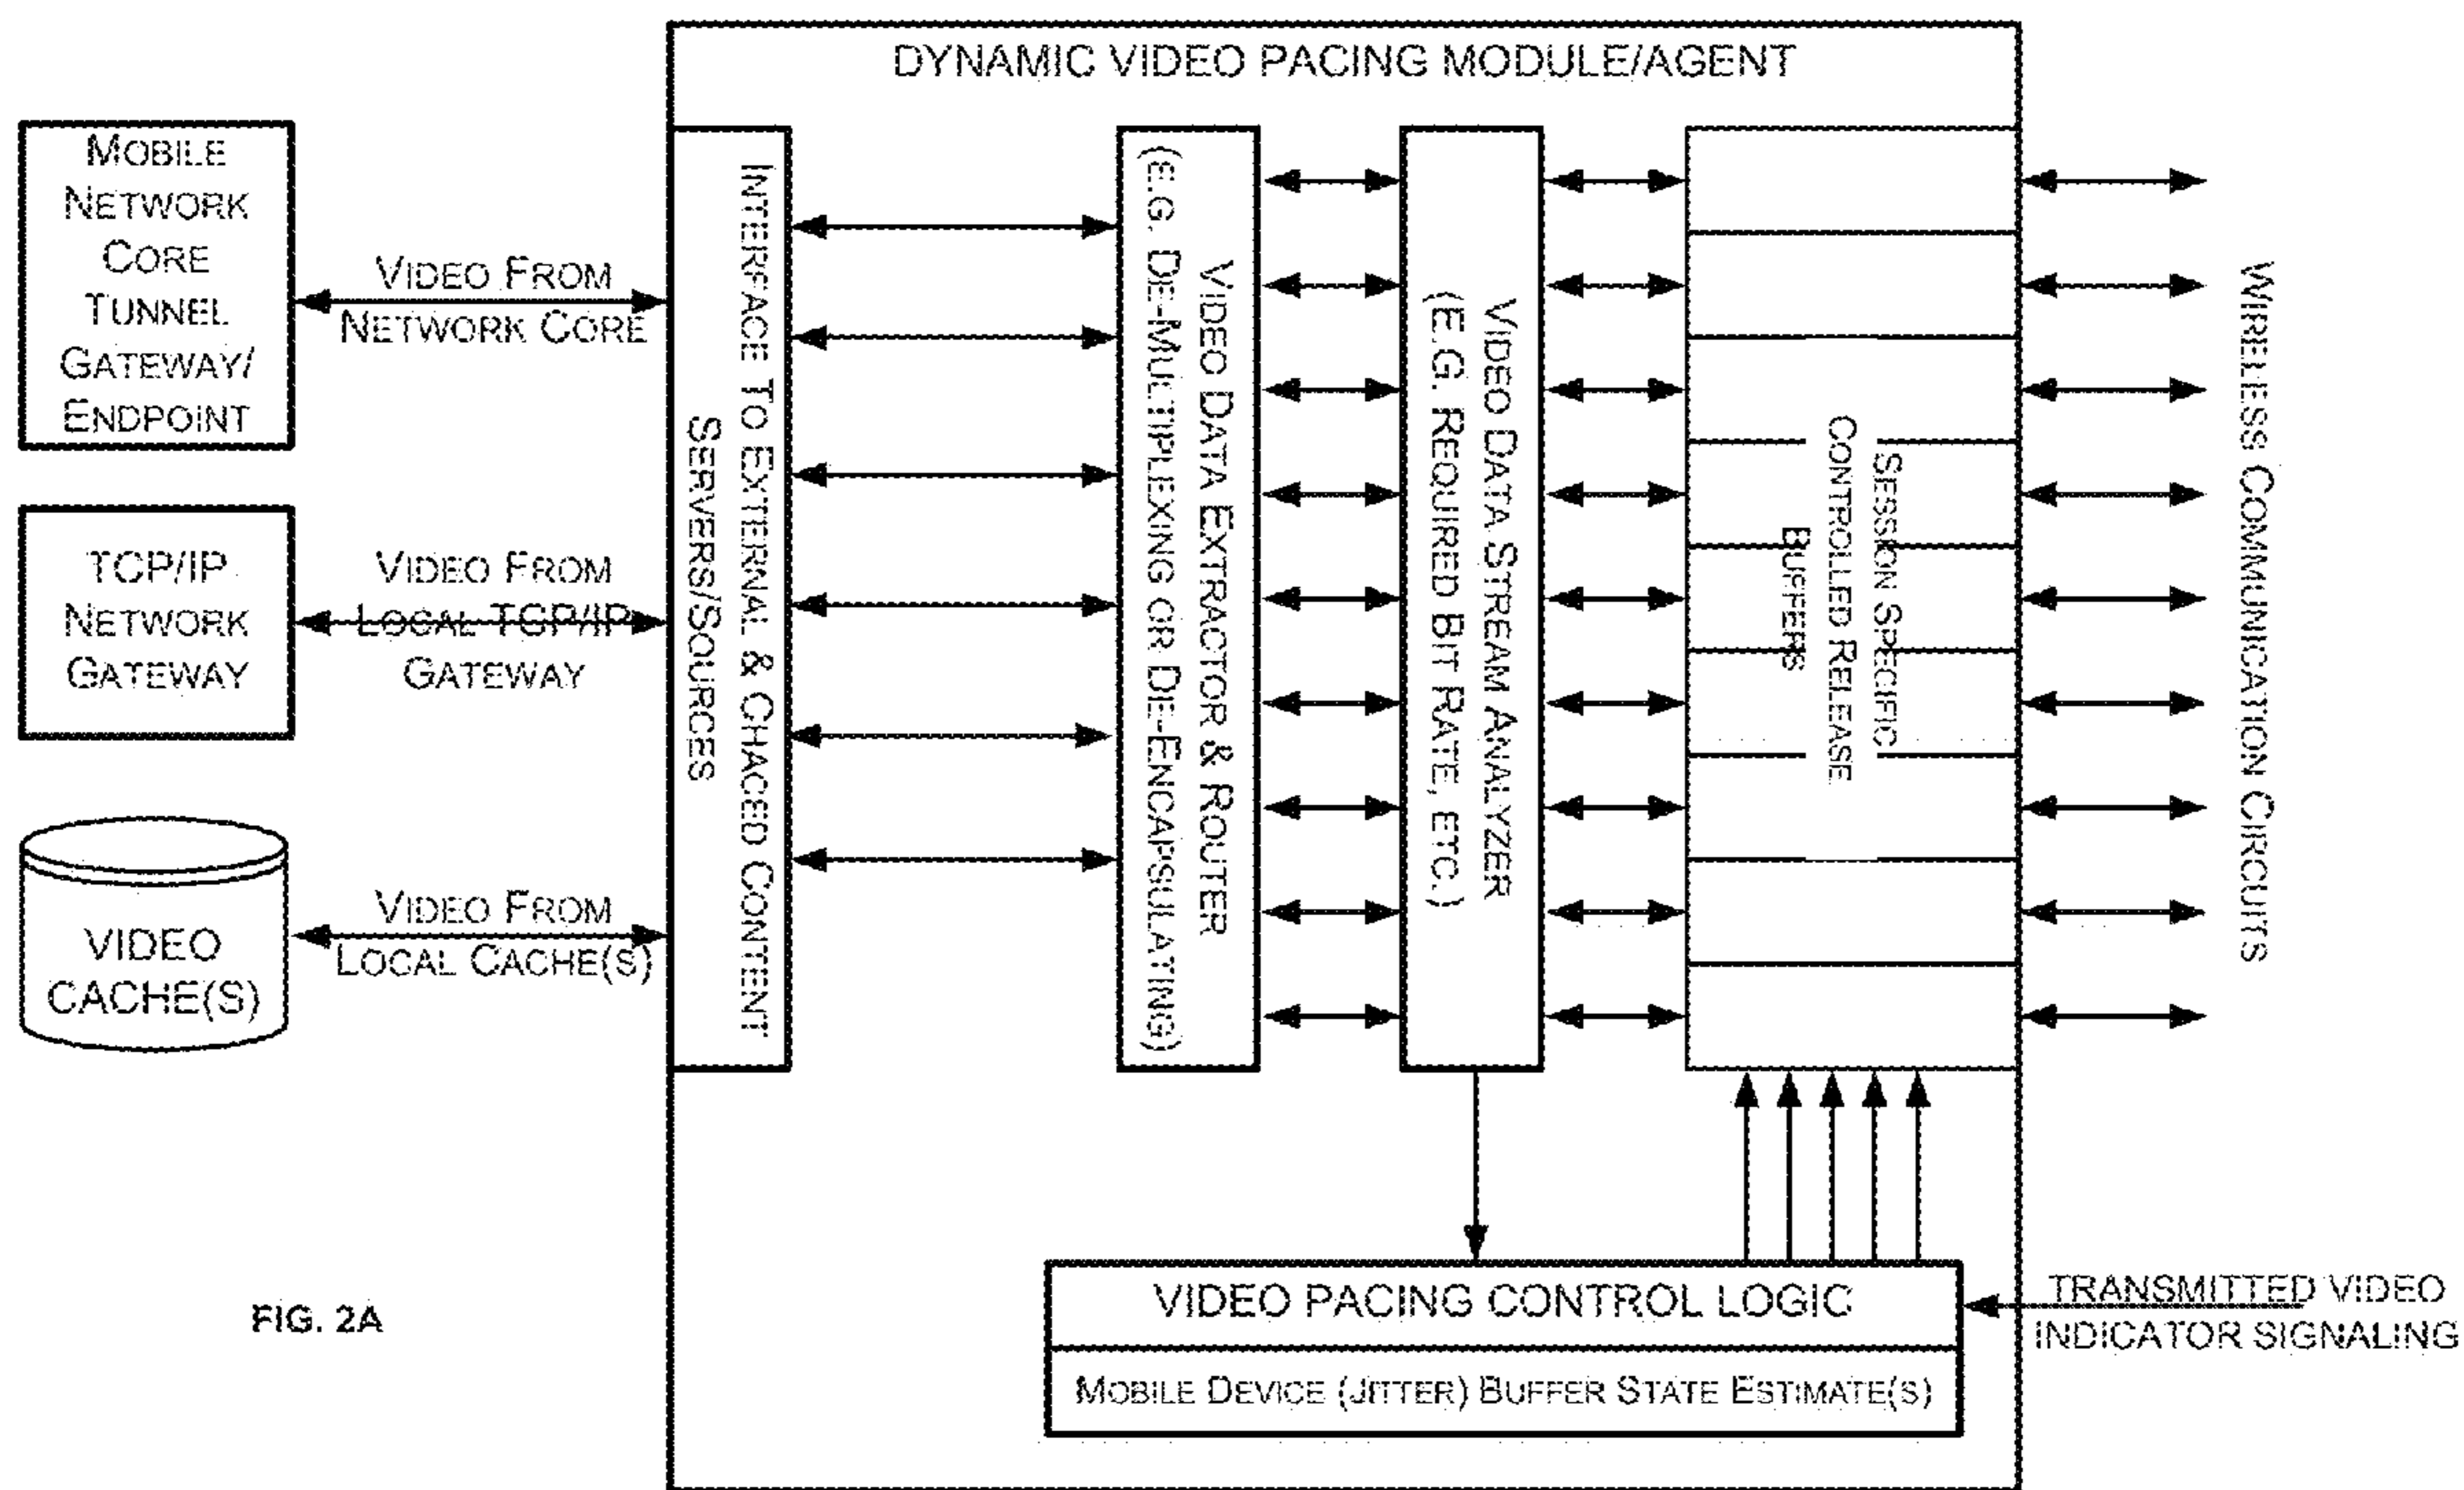 DYNAMIC VIDEO PACING MODULE/AGENT
MOBILE
NETWORK
CORE
TUNNEL
GATEWAY/
ENDPOINT
VIDEO FROM
NETWORK CORE
TCP/IP
NETWORK
GATEWAY
VIDEO FROM
LOCAL TCP/IP
GATEWAY
VIDEO
CACHE(S)
VIDEO FROM
LOCAL CACHE(S)
INTERFACE TO EXTERNAL & CHACED CONTENT
SERVERS/SOURCES
VIDEO DATA EXTRACTOR & ROUTER
(E.G. DE-MULTIPLEXING OR DE-ENCAPSULATING)
VIDEO DATA STREAM ANALYZER
(E.G. REQUIRED BIT RATE, ETC.)
SESSION SPECIFIC
CONTROLLED RELEASE
BUFFERS
WIRELESS COMMUNICATION CIRCUITS
VIDEO PACING CONTROL LOGIC
MOBILE DEVICE (JITTER) BUFFER STATE ESTIMATE(S)
TRANSMITTED VIDEO
INDICATOR SIGNALING
FIG. 2A